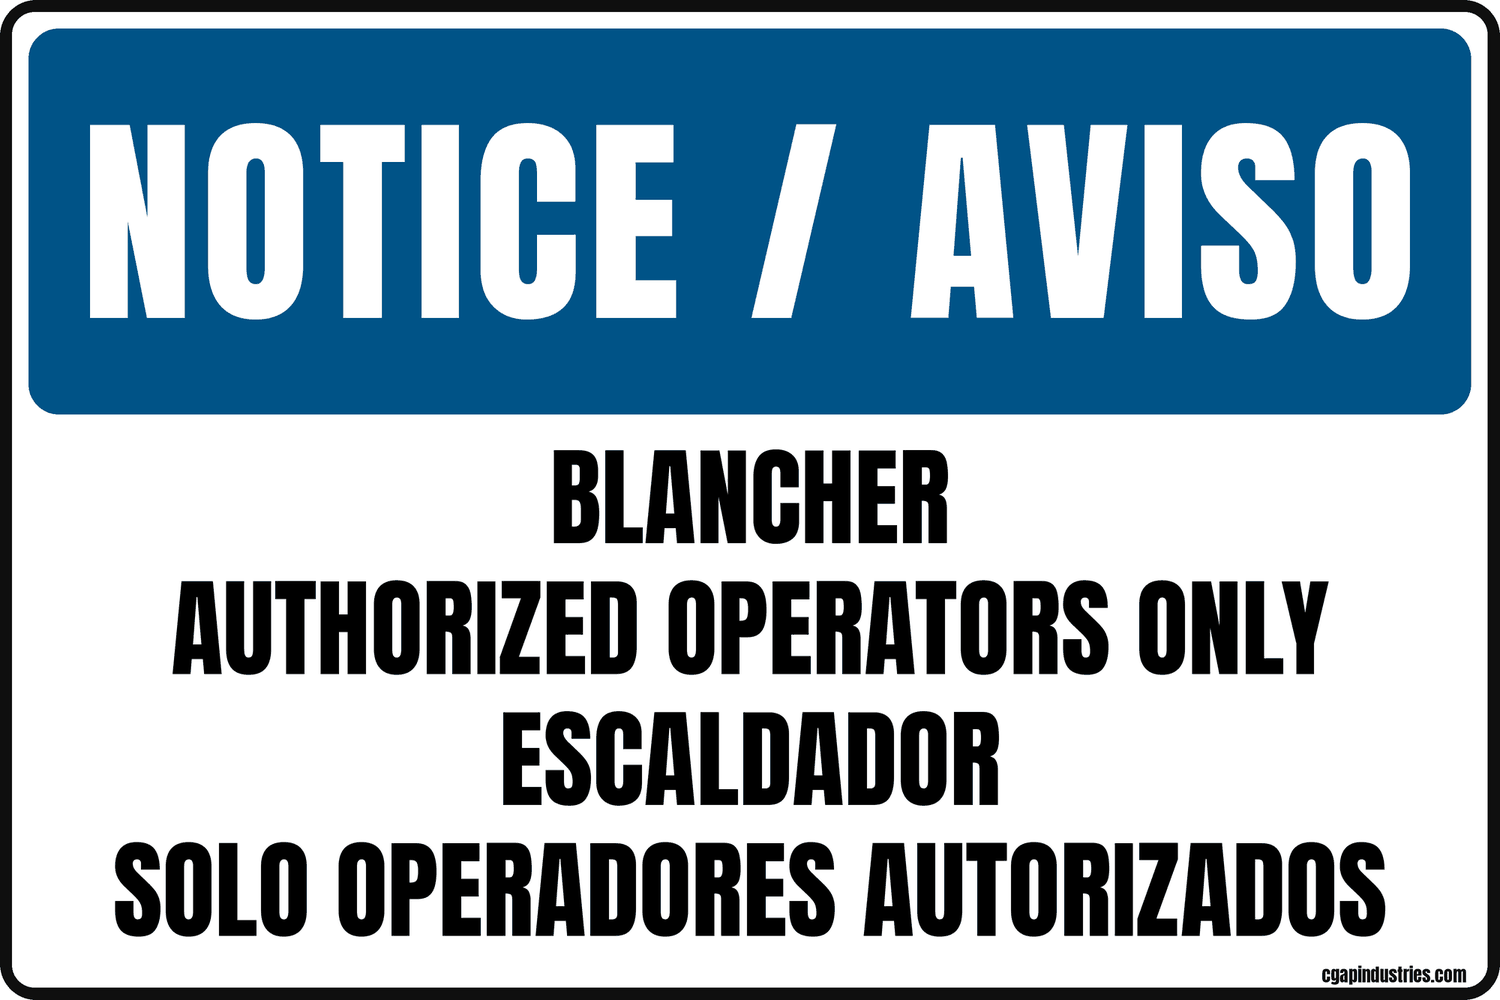 NOTICE / AVISO
BLANCHER
AUTHORIZED OPERATORS ONLY
ESCALDADOR
SOLO OPERADORES AUTORIZADOS
cgapindustries.com